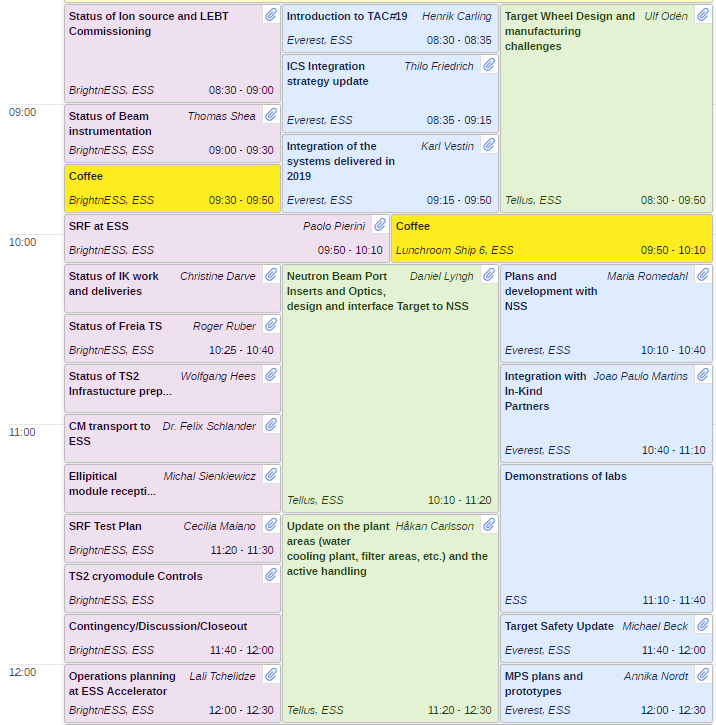 Status of Ion source and LEBT
Commissioning
BrightnESS, ESS 08:30 - 09:00
Introduction to TAC#19 Henrik Carling
Everest, ESS 08:30 - 08:35
Target Wheel Design and Ulf Odén
manufacturing
challenges
Tellus, ESS 08:30 - 09:50
ICS Integration Thilo Friedrich
strategy update
Everest, ESS 08:35 - 09:15
09:00
Status of Beam Thomas Shea
instrumentation
BrightnESS, ESS 09:00 - 09:30
Integration of the Karl Vestin
systems delivered in
2019
Everest, ESS 09:15 - 09:50
Coffee
BrightnESS, ESS 09:30 - 09:50
SRF at ESS Paolo Pierini
BrightnESS, ESS 09:50 - 10:10
Coffee
Lunchroom Ship 6, ESS 09:50 - 10:10
10:00
Status of IK work Christine Darve
and deliveries
Neutron Beam Port Daniel Lyngh
Inserts and Optics,
design and interface Target to NSS
Tellus, ESS 10:10 - 11:20
Plans and Maria Romedahl
development with
NSS
Everest, ESS 10:10 - 10:40
Status of Freia TS Roger Ruber
BrightnESS, ESS 10:25 - 10:40
Status of TS2 Wolfgang Hees
Infrastucture prep...
Integration with Joao Paulo Martins
In-Kind
Partners
Everest, ESS 10:40 - 11:10
11:00
CM transport to Dr. Felix Schlander
ESS
Ellipitical Michal Sienkiewicz
module recepti...
Demonstrations of labs
ESS 11:10 - 11:40
SRF Test Plan Cecilia Maiano
BrightnESS, ESS 11:20 - 11:30
Update on the plant Håkan Carlsson
areas (water
cooling plant, filter areas, etc.) and the
active handling
Tellus, ESS 11:20 - 12:30
TS2 cryomodule Controls
BrightnESS, ESS
Contingency/Discussion/Closeout
BrightnESS, ESS 11:40 - 12:00
Target Safety Update Michael Beck
Everest, ESS 11:40 - 12:00
12:00
Operations planning Lali Tchelidze
at ESS Accelerator
BrightnESS, ESS 12:00 - 12:30
MPS plans and Annika Nordt
prototypes
Everest, ESS 12:00 - 12:30